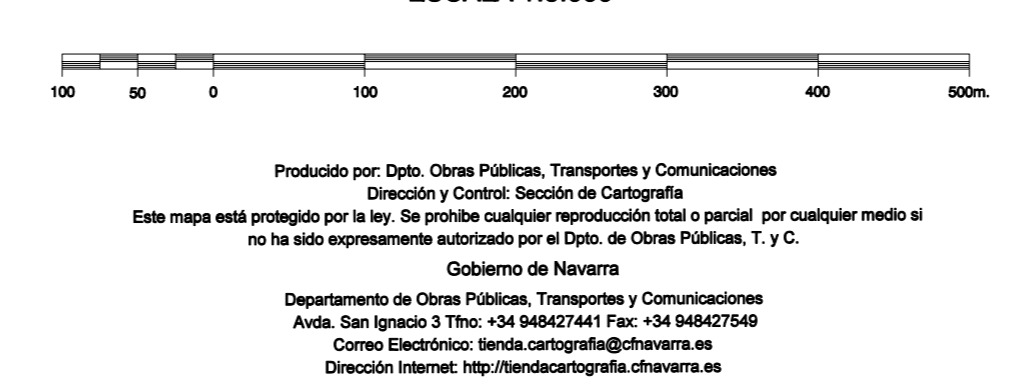 100 50 0 100 200 300 400 500m.
Producido por: Dpto. Obras Públicas, Transportes y Comunicaciones
Dirección y Control: Sección de Cartografía
Este mapa está protegido por la ley. Se prohibe cualquier reproducción total o parcial por cualquier medio si
no ha sido expresamente autorizado por el Dpto. de Obras Públicas, T. y C.
Gobierno de Navarra
Departamento de Obras Públicas, Transportes y Comunicaciones
Avda. San Ignacio 3 Tfno: +34 948427441 Fax: +34 948427549
Correo Electrónico: tienda.cartografia@cfnavarra.es
Dirección Internet: http://tiendacartografia.cfnavarra.es